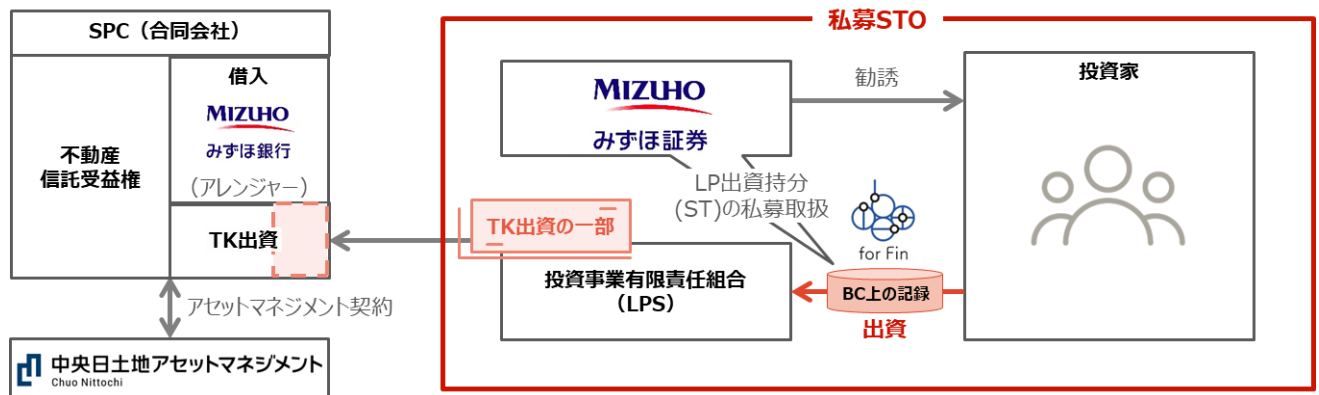 私募STO
SPC（合同会社）
不動産
信託受益権
借入
MIZUHO
みずほ銀行
（アレンジャー）
TK出資
アセットマネジメント契約
中央日土地アセットマネジメント
Chuo Nittochi
TK出資の一部
MIZUHO
みずほ証券
LP出資持分
(ST)の私募取扱
投資事業有限責任組合
（LPS）
勧誘
for Fin
BC上の記録
出資
投資家